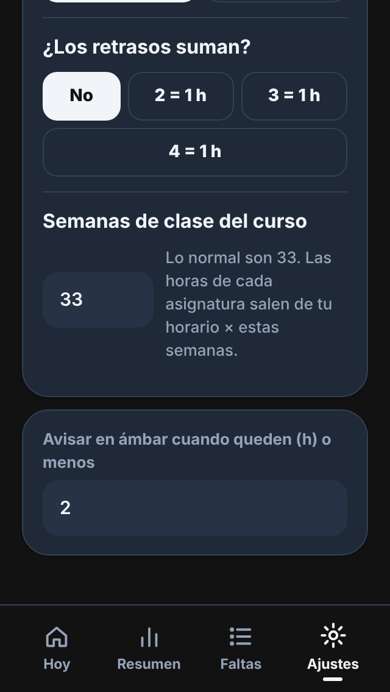 ¿Los retrasos suman?
No
2 = 1 h
3 = 1 h
4 = 1 h
Semanas de clase del curso
33
Lo normal son 33. Las
horas de cada
asignatura salen de tu
horario × estas
semanas.
Avisar en ámbar cuando queden (h) o
menos
2
Hoy
Resumen
Faltas
Ajustes